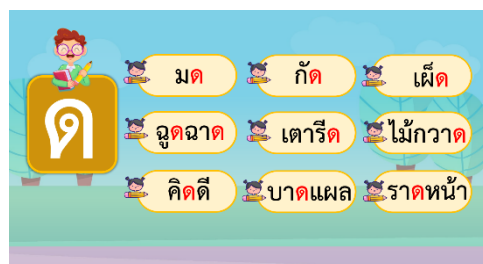 ด
มด กัด เผ็ด
ฉูดฉาด เตารีด ไม้กวาด
คิดดี บาดแผล ราดหน้า